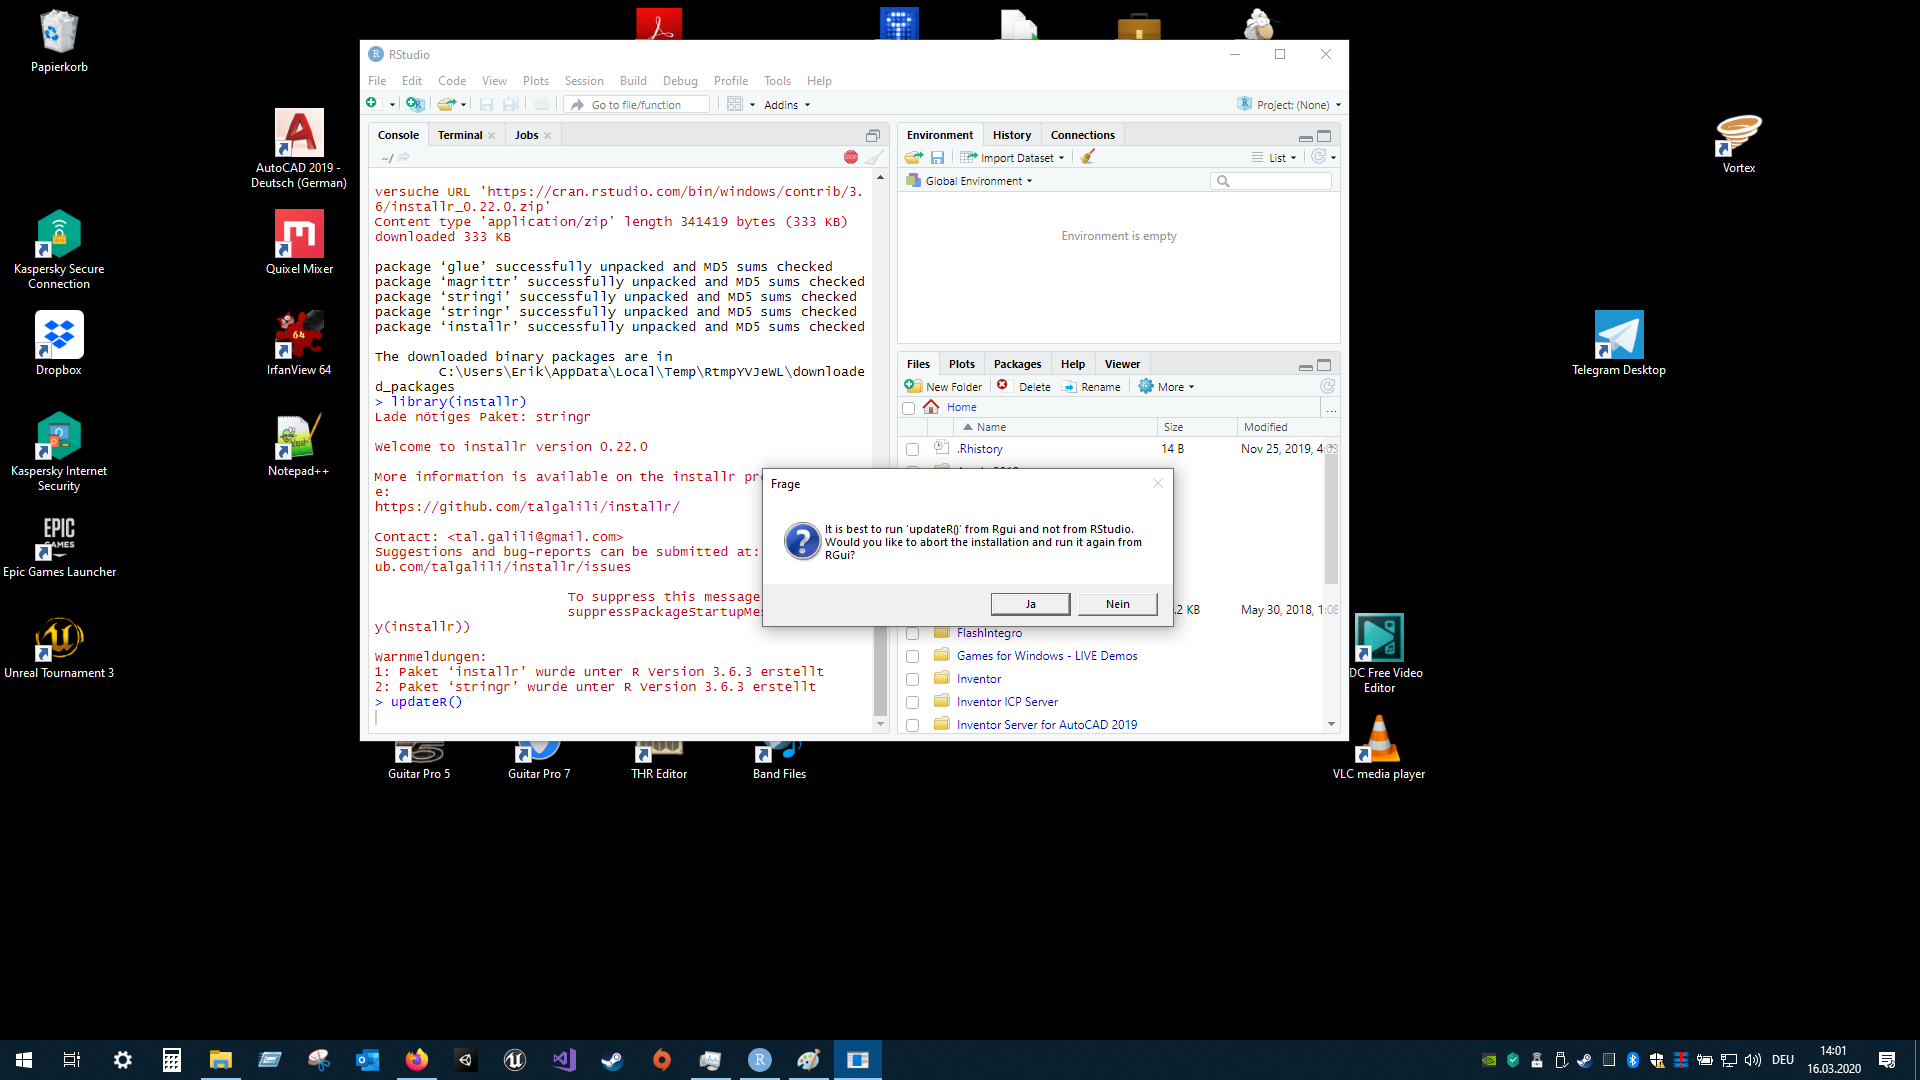 Papierkorb
AutoCAD 2019 -
Deutsch (German)
Kaspersky Secure
Connection
Quixel Mixer
Dropbox
IrfanView 64
Kaspersky Internet
Security
Notepad++
EPIC
GAMES
Epic Games Launcher
Unreal Tournament 3
Guitar Pro 5
Guitar Pro 7
THR Editor
Band Files
Vortex
Telegram Desktop
DC Free Video
Editor
VLC media player
RStudio
File Edit Code View Plots Session Build Debug Profile Tools Help
Go to file/function
Addins
Project: (None)
Console Terminal Jobs
~/
versuche URL 'https://cran.rstudio.com/bin/windows/contrib/3.
6/installr_0.22.0.zip'
Content type 'application/zip' length 341419 bytes (333 KB)
downloaded 333 KB
package ‘glue’ successfully unpacked and MD5 sums checked
package ‘magrittr’ successfully unpacked and MD5 sums checked
package ‘stringi’ successfully unpacked and MD5 sums checked
package ‘stringr’ successfully unpacked and MD5 sums checked
package ‘installr’ successfully unpacked and MD5 sums checked
The downloaded binary packages are in
C:\Users\Erik\AppData\Local\Temp\RtmpYVJeWL\downloade
d_packages
> library(installr)
Lade nötiges Paket: stringr
Welcome to installr version 0.22.0
More information is available on the installr pr
e:
https://github.com/talgalili/installr/
Contact: <tal.galili@gmail.com>
Suggestions and bug-reports can be submitted at:
ub.com/talgalili/installr/issues
To suppress this message
suppressPackageStartupMes
y(installr))
Warnmeldungen:
1: Paket ‘installr’ wurde unter R Version 3.6.3 erstellt
2: Paket ‘stringr’ wurde unter R Version 3.6.3 erstellt
> updateR()
Environment History Connections
Import Dataset
List
Global Environment
Environment is empty
Files Plots Packages Help Viewer
New Folder Delete Rename More
Home
...
Name Size Modified
.Rhistory 14 B Nov 25, 2019, 4:03
.2 KB May 30, 2018, 1:08
FlashIntegro
Games for Windows - LIVE Demos
Inventor
Inventor ICP Server
Inventor Server for AutoCAD 2019
Frage
It is best to run 'updateR()' from Rgui and not from RStudio.
Would you like to abort the installation and run it again from
RGui?
Ja Nein
DEU
14:01
16.03.2020